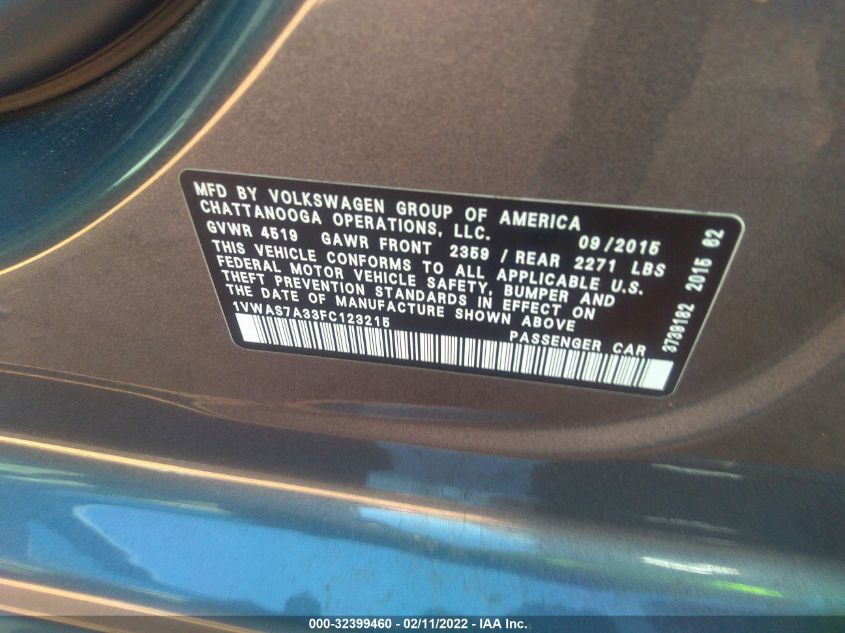 MFD BY VOLKSWAGEN GROUP OF AMERICA
CHATTANOOGA OPERATIONS, LLC. 09/2015
GVWR 4519 GAWR FRONT 2359 / REAR 2271 LBS
THIS VEHICLE CONFORMS TO ALL APPLICABLE U.S.
FEDERAL MOTOR VEHICLE SAFETY, BUMPER AND
THEFT PREVENTION STANDARDS IN EFFECT ON
THE DATE OF MANUFACTURE SHOWN ABOVE
1VWAS7A33FC123215 PASSENGER CAR
3739182 2015 62
000-32399460 - 02/11/2022 - IAA Inc.